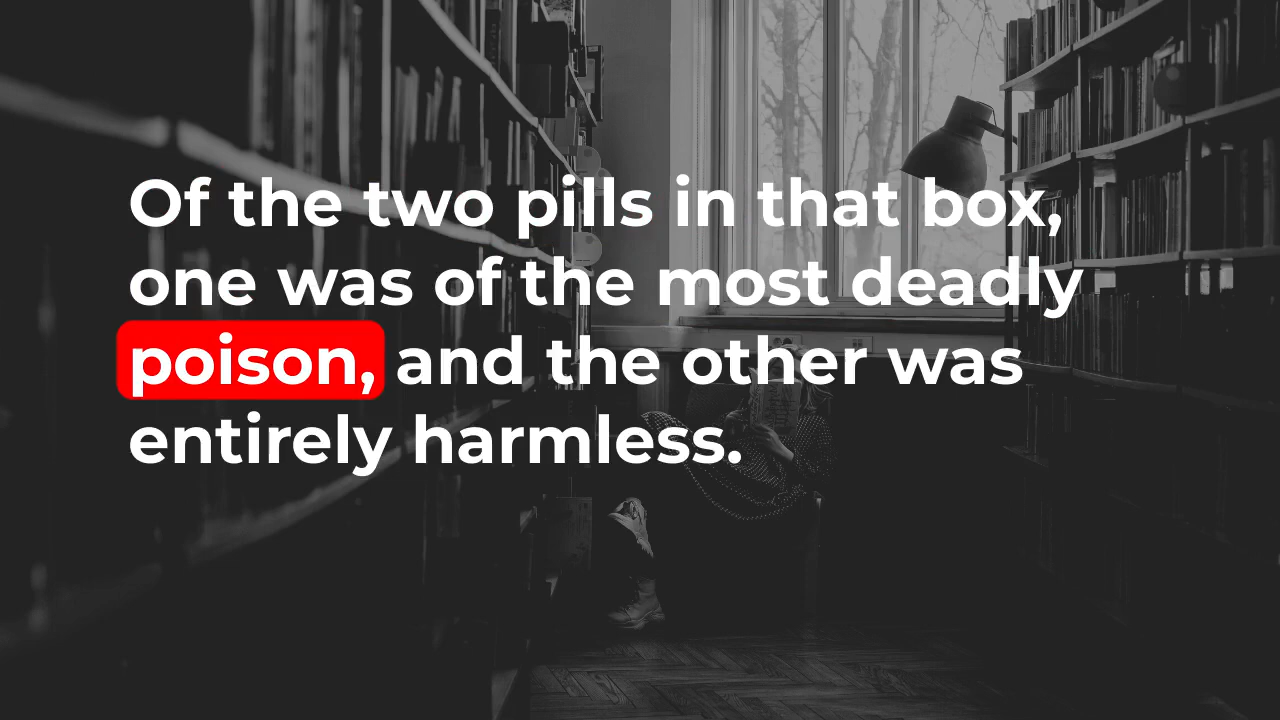 Of the two pills in that box,
one was of the most deadly
poison, and the other was
entirely harmless.